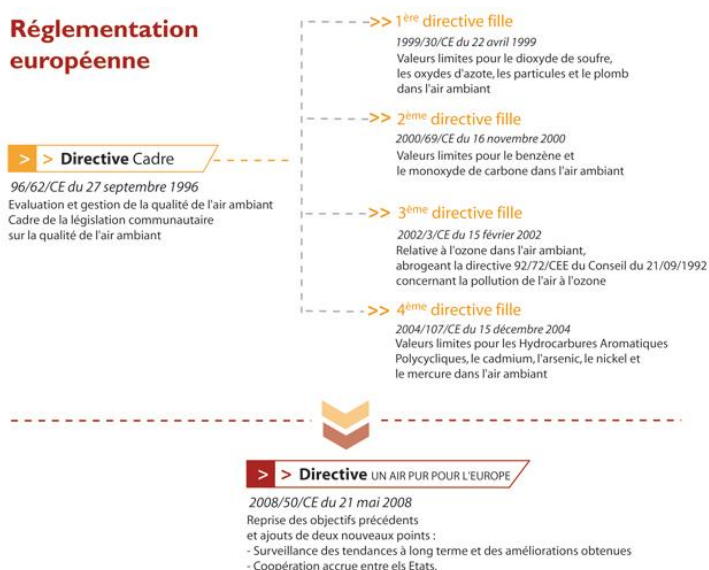 Réglementation
européenne
>> 1ère directive fille
1999/30/CE du 22 avril 1999
Valeurs limites pour le dioxyde de soufre,
les oxydes d'azote, les particules et le plomb
dans l'air ambiant
>> 2ème directive fille
2000/69/CE du 16 novembre 2000
Valeurs limites pour le benzène et
le monoxyde de carbone dans l'air ambiant
> > Directive Cadre
96/62/CE du 27 septembre 1996
Evaluation et gestion de la qualité de l'air ambiant
Cadre de la législation communautaire
sur la qualité de l'air ambiant
>> 3ème directive fille
2002/3/CE du 15 février 2002
Relative à l'ozone dans l'air ambiant,
abrogeant la directive 92/72/CEE du Conseil du 21/09/1992
concernant la pollution de l'air à l'ozone
>> 4ème directive fille
2004/107/CE du 15 décembre 2004
Valeurs limites pour les Hydrocarbures Aromatiques
Polycycliques, le cadmium, l'arsenic, le nickel et
le mercure dans l'air ambiant
> > Directive UN AIR PUR POUR L'EUROPE
2008/50/CE du 21 mai 2008
Reprise des objectifs précédents
et ajouts de deux nouveaux points :
- Surveillance des tendances à long terme et des améliorations obtenues
- Coopération accrue entre els Etats.